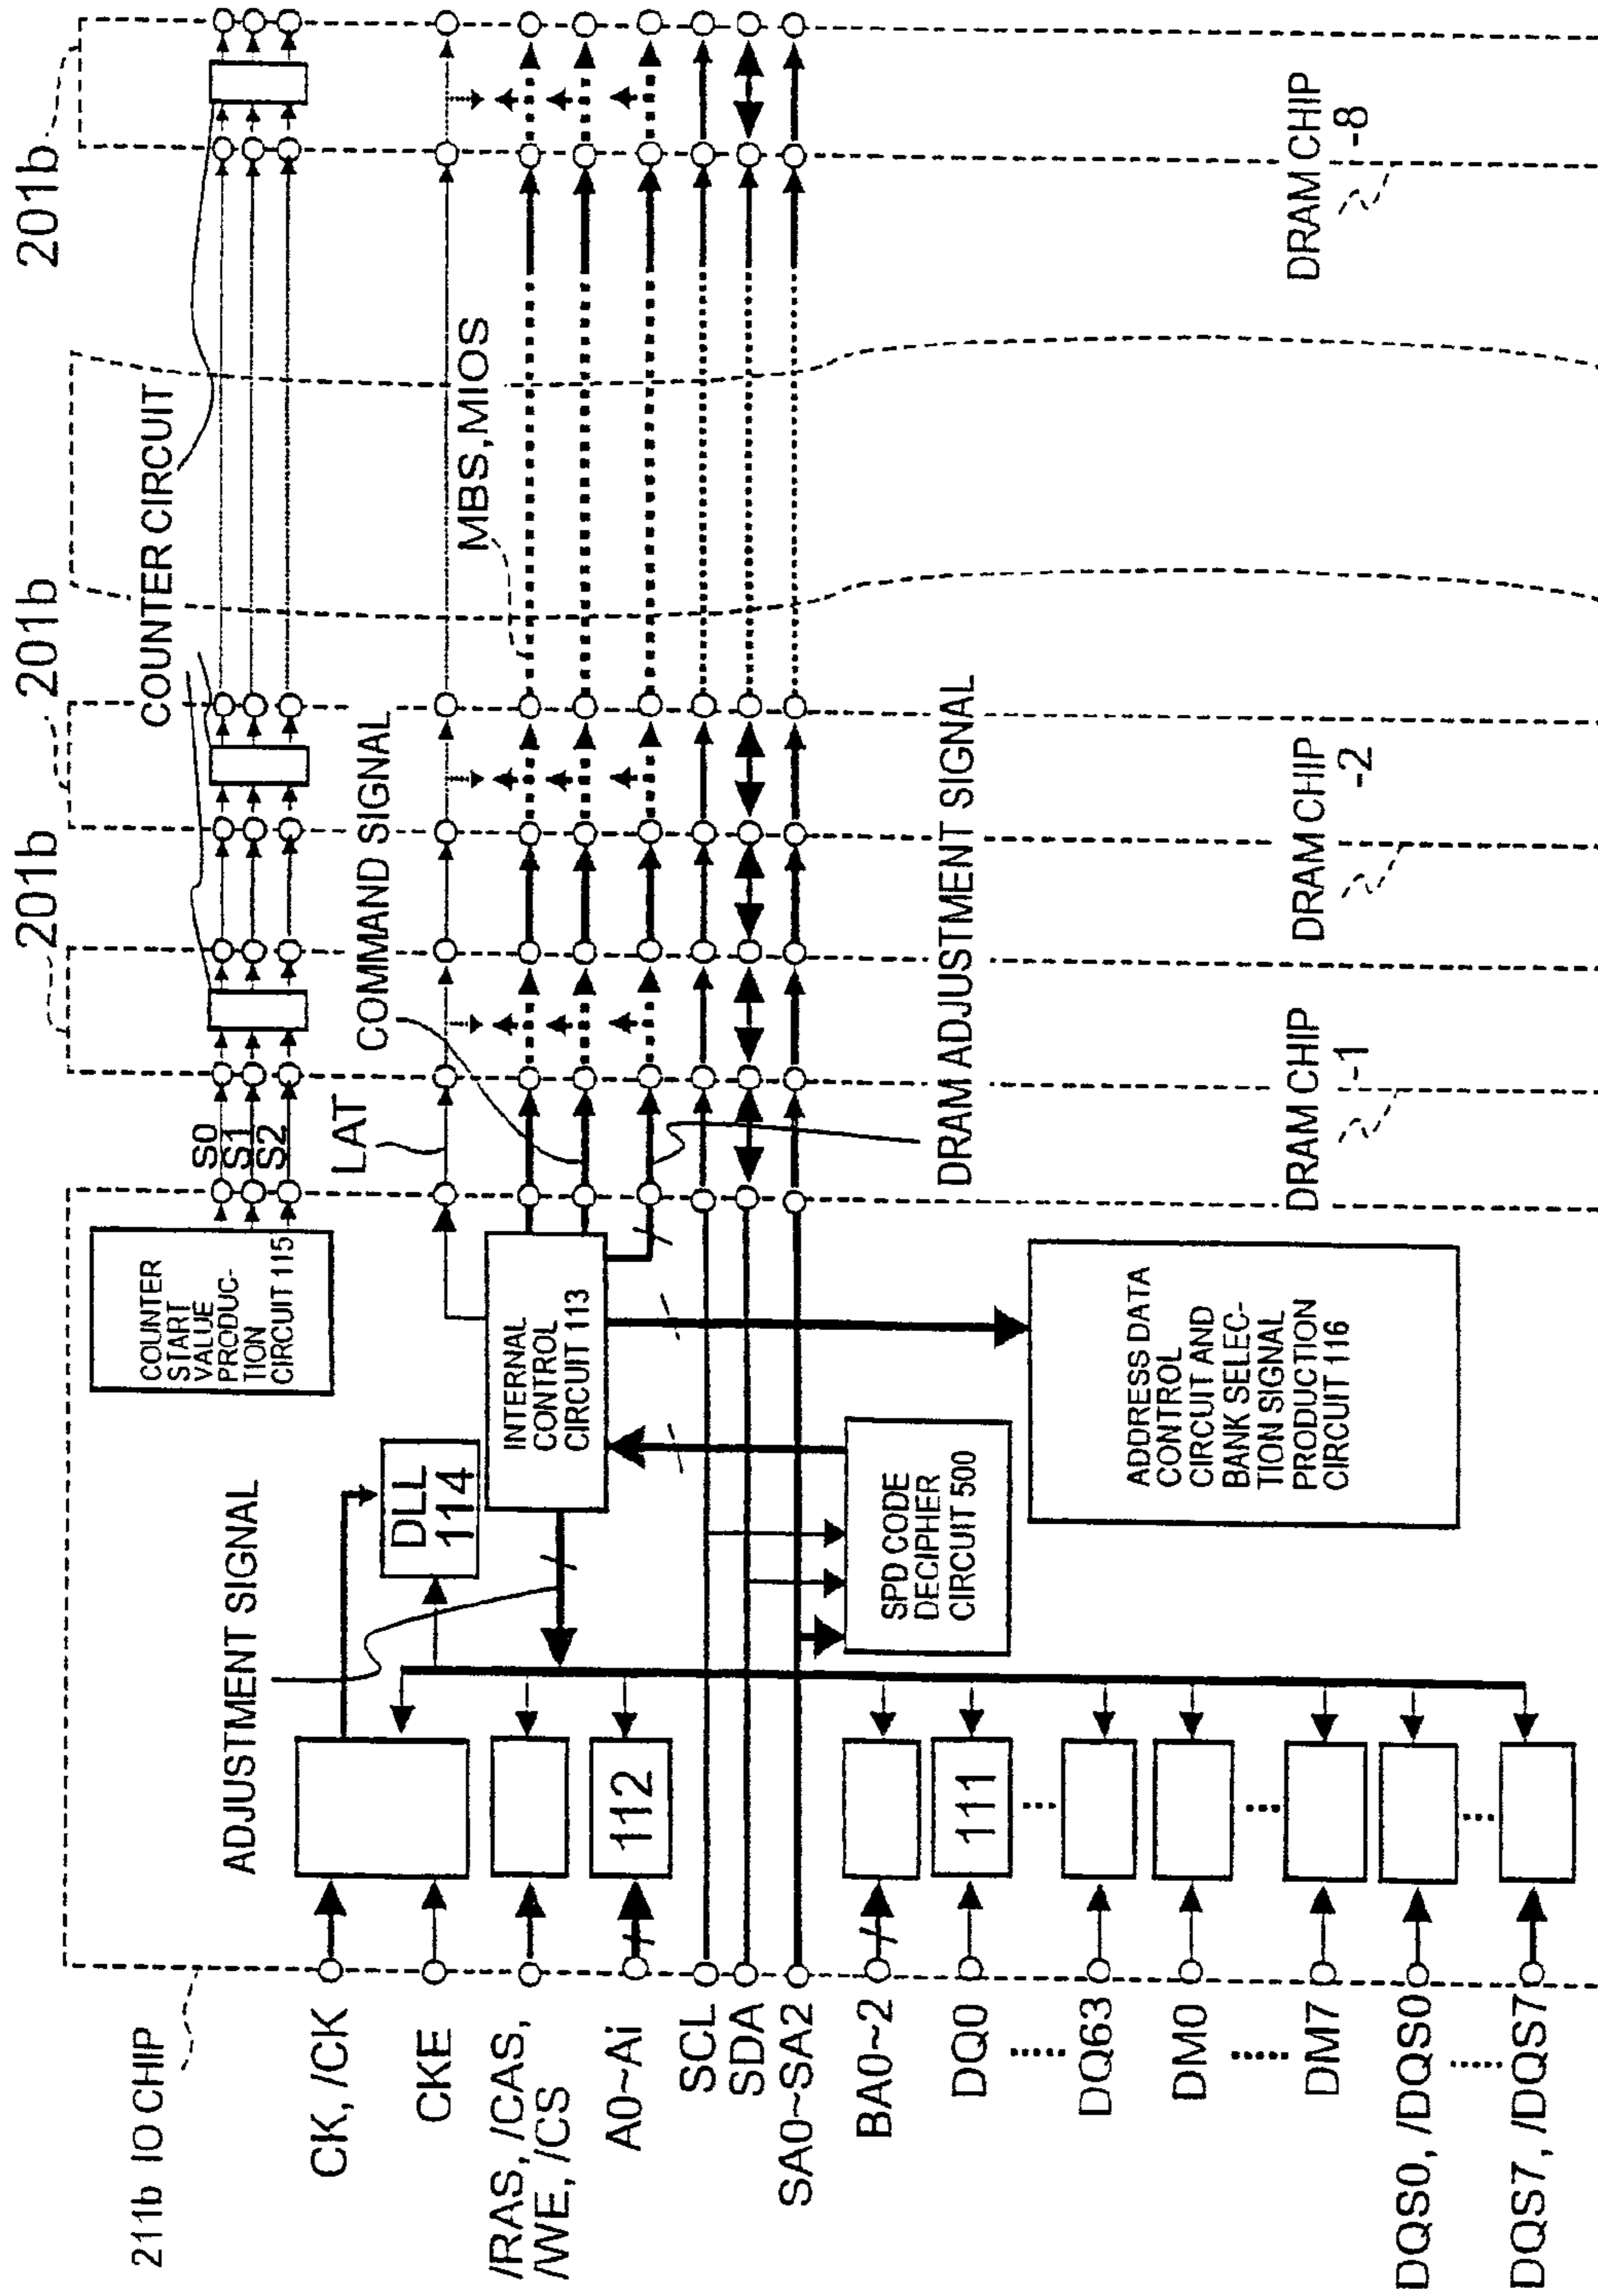 211b IO CHIP
CK, /CK
CKE
/RAS, /CAS,
/WE, /CS
A0~Ai
SCL
SDA
SA0~SA2
BA0~2
DQ0
DQ63
DM0
DM7
DQS0, /DQS0
DQS7, /DQS7
ADJUSTMENT SIGNAL
112
111
DLL
114
INTERNAL
CONTROL
CIRCUIT 113
SPD CODE
DECIPHER
CIRCUIT 500
COUNTER
START
VALUE
PRODUC-
TION
CIRCUIT 115
ADDRESS DATA
CONTROL
CIRCUIT AND
BANK SELEC-
TION SIGNAL
PRODUCTION
CIRCUIT 116
S0
S1
S2
LAT
COMMAND SIGNAL
DRAM ADJUSTMENT SIGNAL
MBS,MIOS
COUNTER CIRCUIT
201b
201b
201b
DRAM CHIP
-1
DRAM CHIP
-2
DRAM CHIP
-8